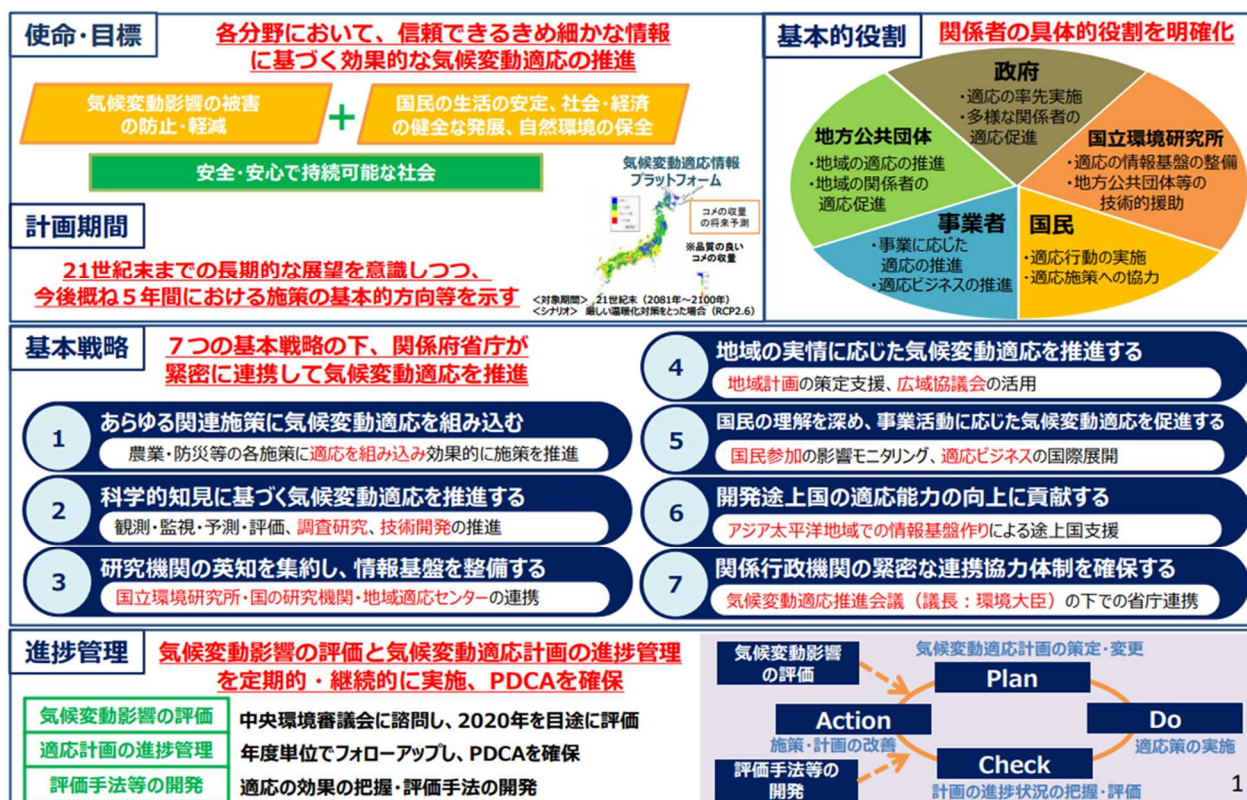 使命・目標
各分野において、信頼できるきめ細かな情報
に基づく効果的な気候変動適応の推進
気候変動影響の被害
の防止・軽減
+
国民の生活の安定、社会・経済
の健全な発展、自然環境の保全
安全・安心で持続可能な社会
気候変動適応情報
プラットフォーム
コメの収量
の将来予測
※品質の良い
コメの収量
<対象期間> 21世紀末（2081年～2100年）
<シナリオ> 厳しい温暖化対策をとった場合（RCP2.6）
計画期間
21世紀末までの長期的な展望を意識しつつ、
今後概ね５年間における施策の基本的方向等を示す
基本的役割
関係者の具体的役割を明確化
政府
・適応の率先実施
・多様な関係者の
適応促進
国立環境研究所
・適応の情報基盤の整備
・地方公共団体等の
技術的援助
国民
・適応行動の実施
・適応施策への協力
事業者
・事業に応じた
適応の推進
・適応ビジネスの推進
地方公共団体
・地域の適応の推進
・地域の関係者の
適応促進
基本戦略
７つの基本戦略の下、関係府省庁が
緊密に連携して気候変動適応を推進
1
あらゆる関連施策に気候変動適応を組み込む
農業・防災等の各施策に適応を組み込み効果的に施策を推進
2
科学的知見に基づく気候変動適応を推進する
観測・監視・予測・評価、調査研究、技術開発の推進
3
研究機関の英知を集約し、情報基盤を整備する
国立環境研究所・国の研究機関・地域適応センターの連携
4
地域の実情に応じた気候変動適応を推進する
地域計画の策定支援、広域協議会の活用
5
国民の理解を深め、事業活動に応じた気候変動適応を促進する
国民参加の影響モニタリング、適応ビジネスの国際展開
6
開発途上国の適応能力の向上に貢献する
アジア太平洋地域での情報基盤作りによる途上国支援
7
関係行政機関の緊密な連携協力体制を確保する
気候変動適応推進会議（議長：環境大臣）の下での省庁連携
進捗管理
気候変動影響の評価と気候変動適応計画の進捗管理
を定期的・継続的に実施、PDCAを確保
気候変動影響の評価
中央環境審議会に諮問し、2020年を目途に評価
適応計画の進捗管理
年度単位でフォローアップし、PDCAを確保
評価手法等の開発
適応の効果の把握・評価手法の開発
気候変動影響
の評価
気候変動適応計画の策定・変更
Plan
Action
施策・計画の改善
Do
適応策の実施
評価手法等の
開発
Check
計画の進捗状況の把握・評価
1